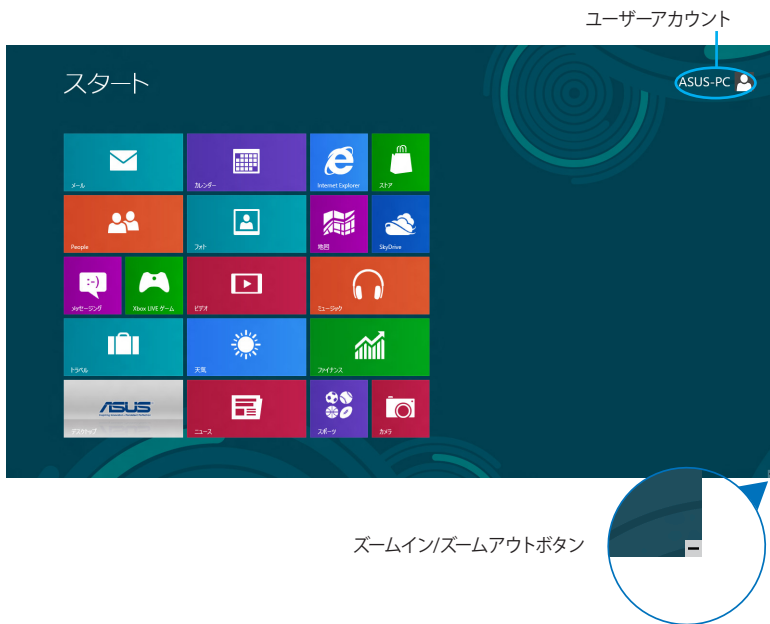 ユーザーアカウント
スタート
ASUS-PC
メール
カレンダー
Internet Explorer
ストア
People
フォト
地図
SkyDrive
メッセージング
Xbox LIVE ゲーム
ビデオ
ミュージック
トラベル
天気
ファイナンス
ASUS
デスクトップ
ニュース
スポーツ
カメラ
ズームイン/ズームアウトボタン